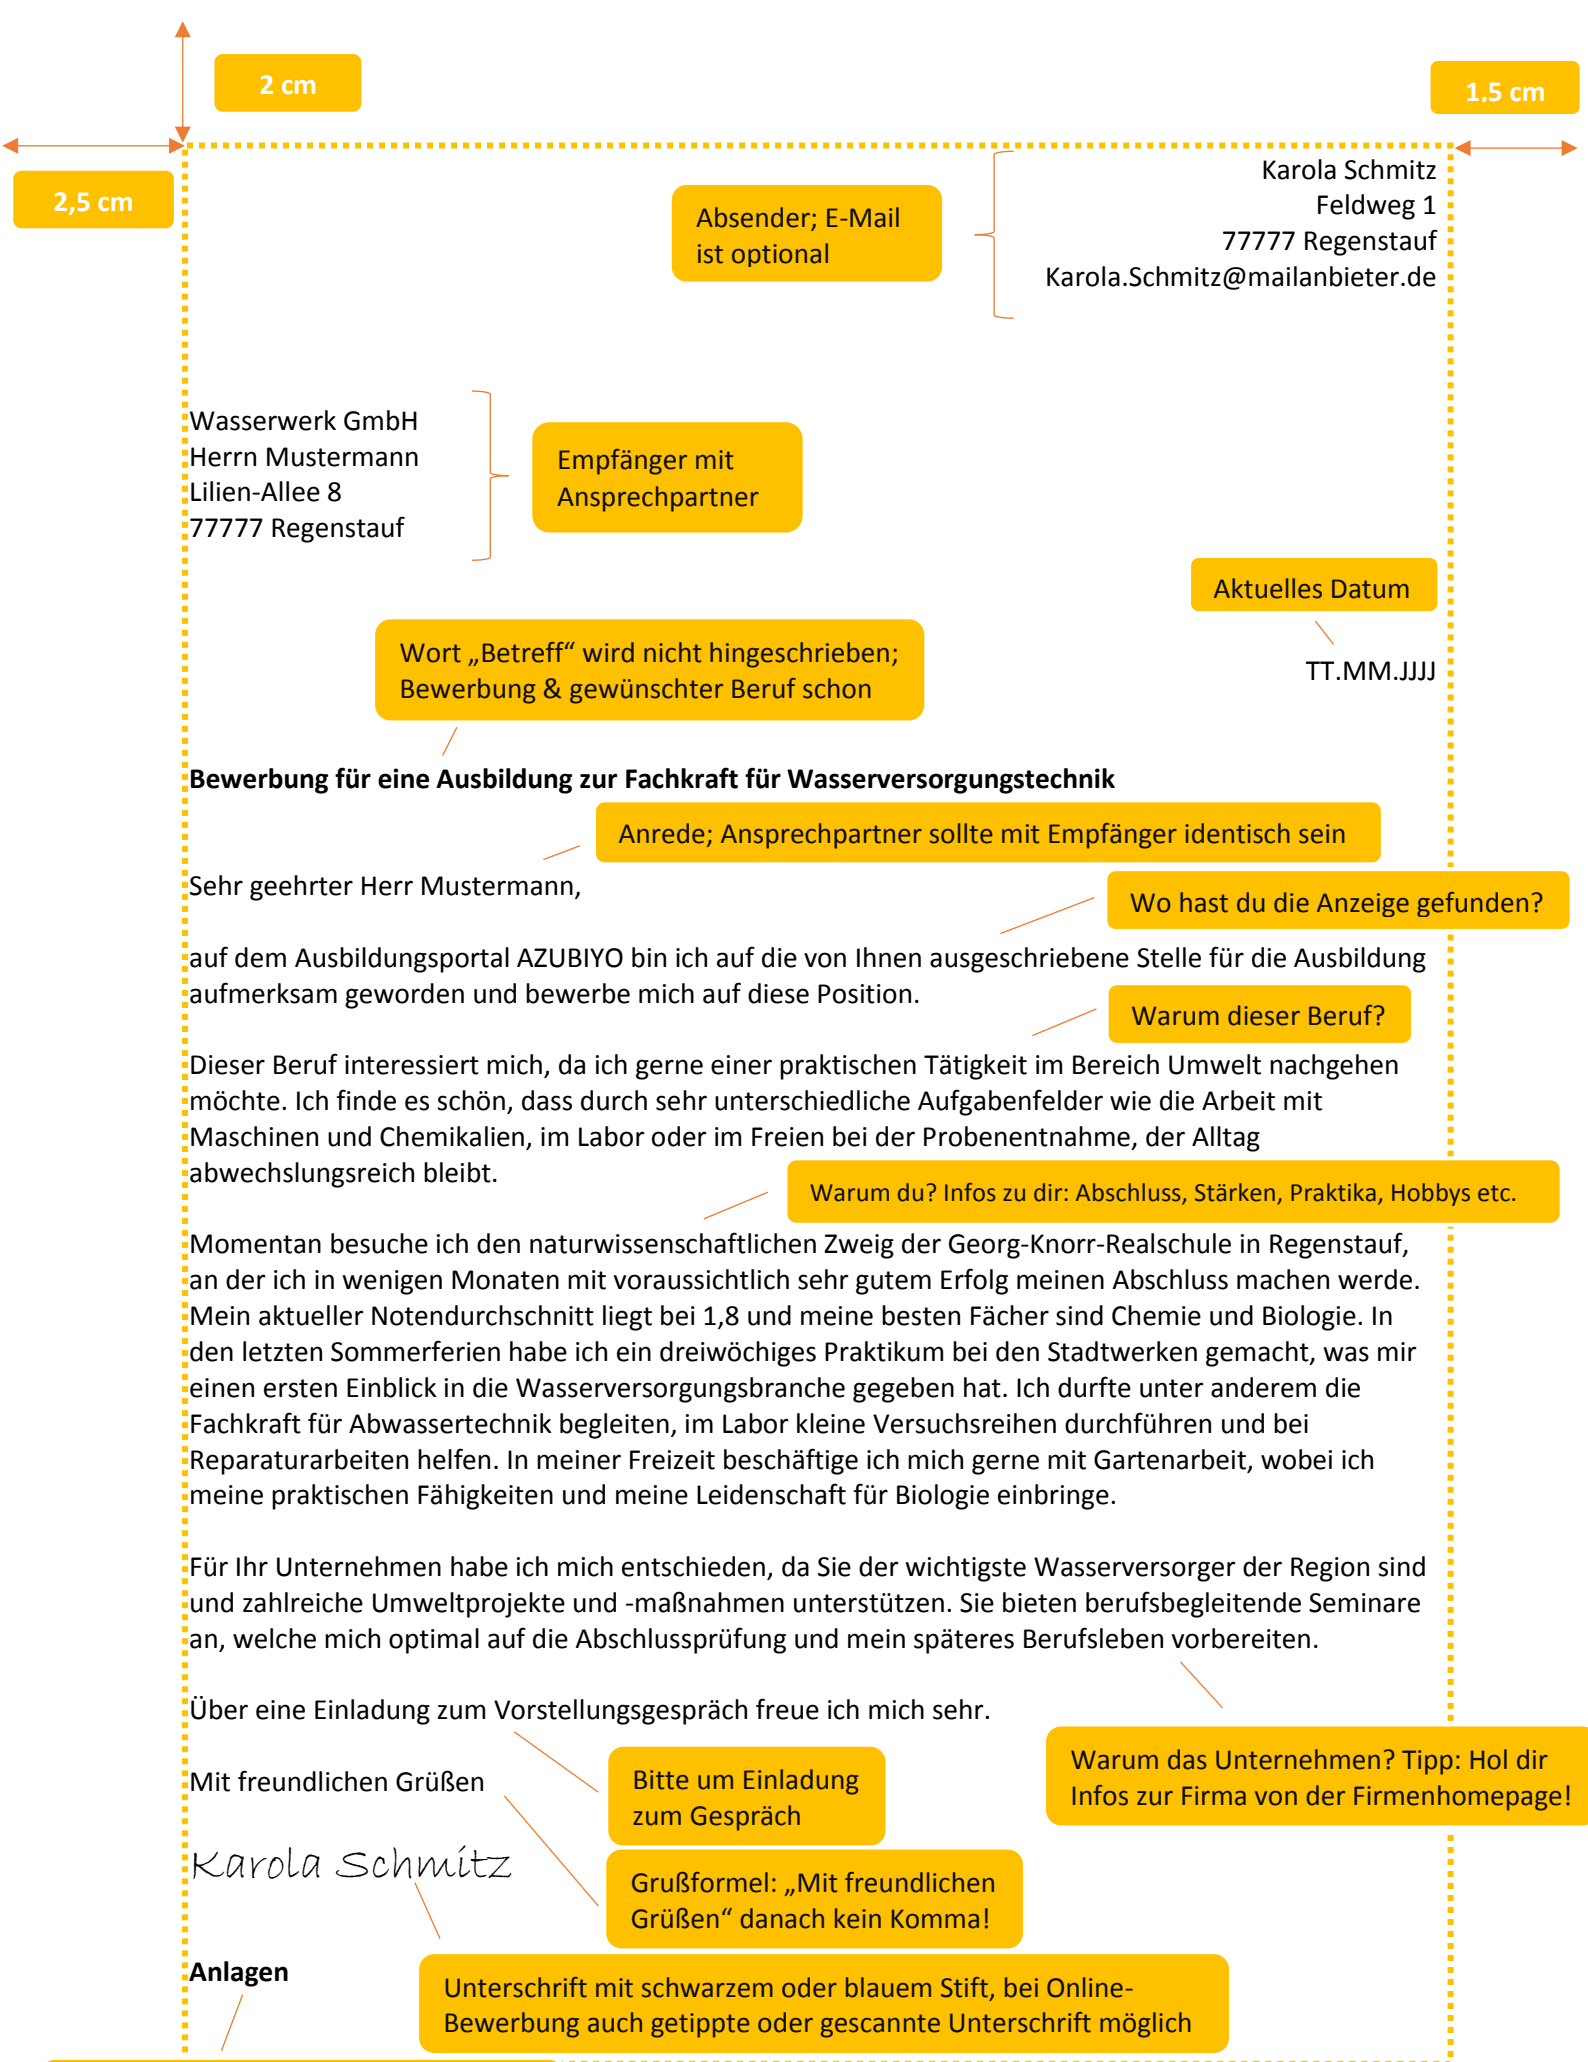 2 cm
1,5 cm
2,5 cm
Karola Schmitz
Feldweg 1
77777 Regenstauf
Karola.Schmitz@mailanbieter.de
Absender; E-Mail
ist optional
Wasserwerk GmbH
Herrn Mustermann
Lilien-Allee 8
77777 Regenstauf
Empfänger mit
Ansprechpartner
Aktuelles Datum
TT.MM.JJJJ
Wort „Betreff“ wird nicht hingeschrieben;
Bewerbung & gewünschter Beruf schon
Bewerbung für eine Ausbildung zur Fachkraft für Wasserversorgungstechnik
Anrede; Ansprechpartner sollte mit Empfänger identisch sein
Sehr geehrter Herr Mustermann,
Wo hast du die Anzeige gefunden?
auf dem Ausbildungsportal AZUBIYO bin ich auf die von Ihnen ausgeschriebene Stelle für die Ausbildung
aufmerksam geworden und bewerbe mich auf diese Position.
Warum dieser Beruf?
Dieser Beruf interessiert mich, da ich gerne einer praktischen Tätigkeit im Bereich Umwelt nachgehen
möchte. Ich finde es schön, dass durch sehr unterschiedliche Aufgabenfelder wie die Arbeit mit
Maschinen und Chemikalien, im Labor oder im Freien bei der Probenentnahme, der Alltag
abwechslungsreich bleibt.
Warum du? Infos zu dir: Abschluss, Stärken, Praktika, Hobbys etc.
Momentan besuche ich den naturwissenschaftlichen Zweig der Georg-Knorr-Realschule in Regenstauf,
an der ich in wenigen Monaten mit voraussichtlich sehr gutem Erfolg meinen Abschluss machen werde.
Mein aktueller Notendurchschnitt liegt bei 1,8 und meine besten Fächer sind Chemie und Biologie. In
den letzten Sommerferien habe ich ein dreiwöchiges Praktikum bei den Stadtwerken gemacht, was mir
einen ersten Einblick in die Wasserversorgungsbranche gegeben hat. Ich durfte unter anderem die
Fachkraft für Abwassertechnik begleiten, im Labor kleine Versuchsreihen durchführen und bei
Reparaturarbeiten helfen. In meiner Freizeit beschäftige ich mich gerne mit Gartenarbeit, wobei ich
meine praktischen Fähigkeiten und meine Leidenschaft für Biologie einbringe.
Für Ihr Unternehmen habe ich mich entschieden, da Sie der wichtigste Wasserversorger der Region sind
und zahlreiche Umweltprojekte und -maßnahmen unterstützen. Sie bieten berufsbegleitende Seminare
an, welche mich optimal auf die Abschlussprüfung und mein späteres Berufsleben vorbereiten.
Über eine Einladung zum Vorstellungsgespräch freue ich mich sehr.
Warum das Unternehmen? Tipp: Hol dir
Infos zur Firma von der Firmenhomepage!
Mit freundlichen Grüßen
Bitte um Einladung
zum Gespräch
Karola Schmitz
Grußformel: „Mit freundlichen
Grüßen“ danach kein Komma!
Anlagen
Unterschrift mit schwarzem oder blauem Stift, bei Online-
Bewerbung auch getippte oder gescannte Unterschrift möglich